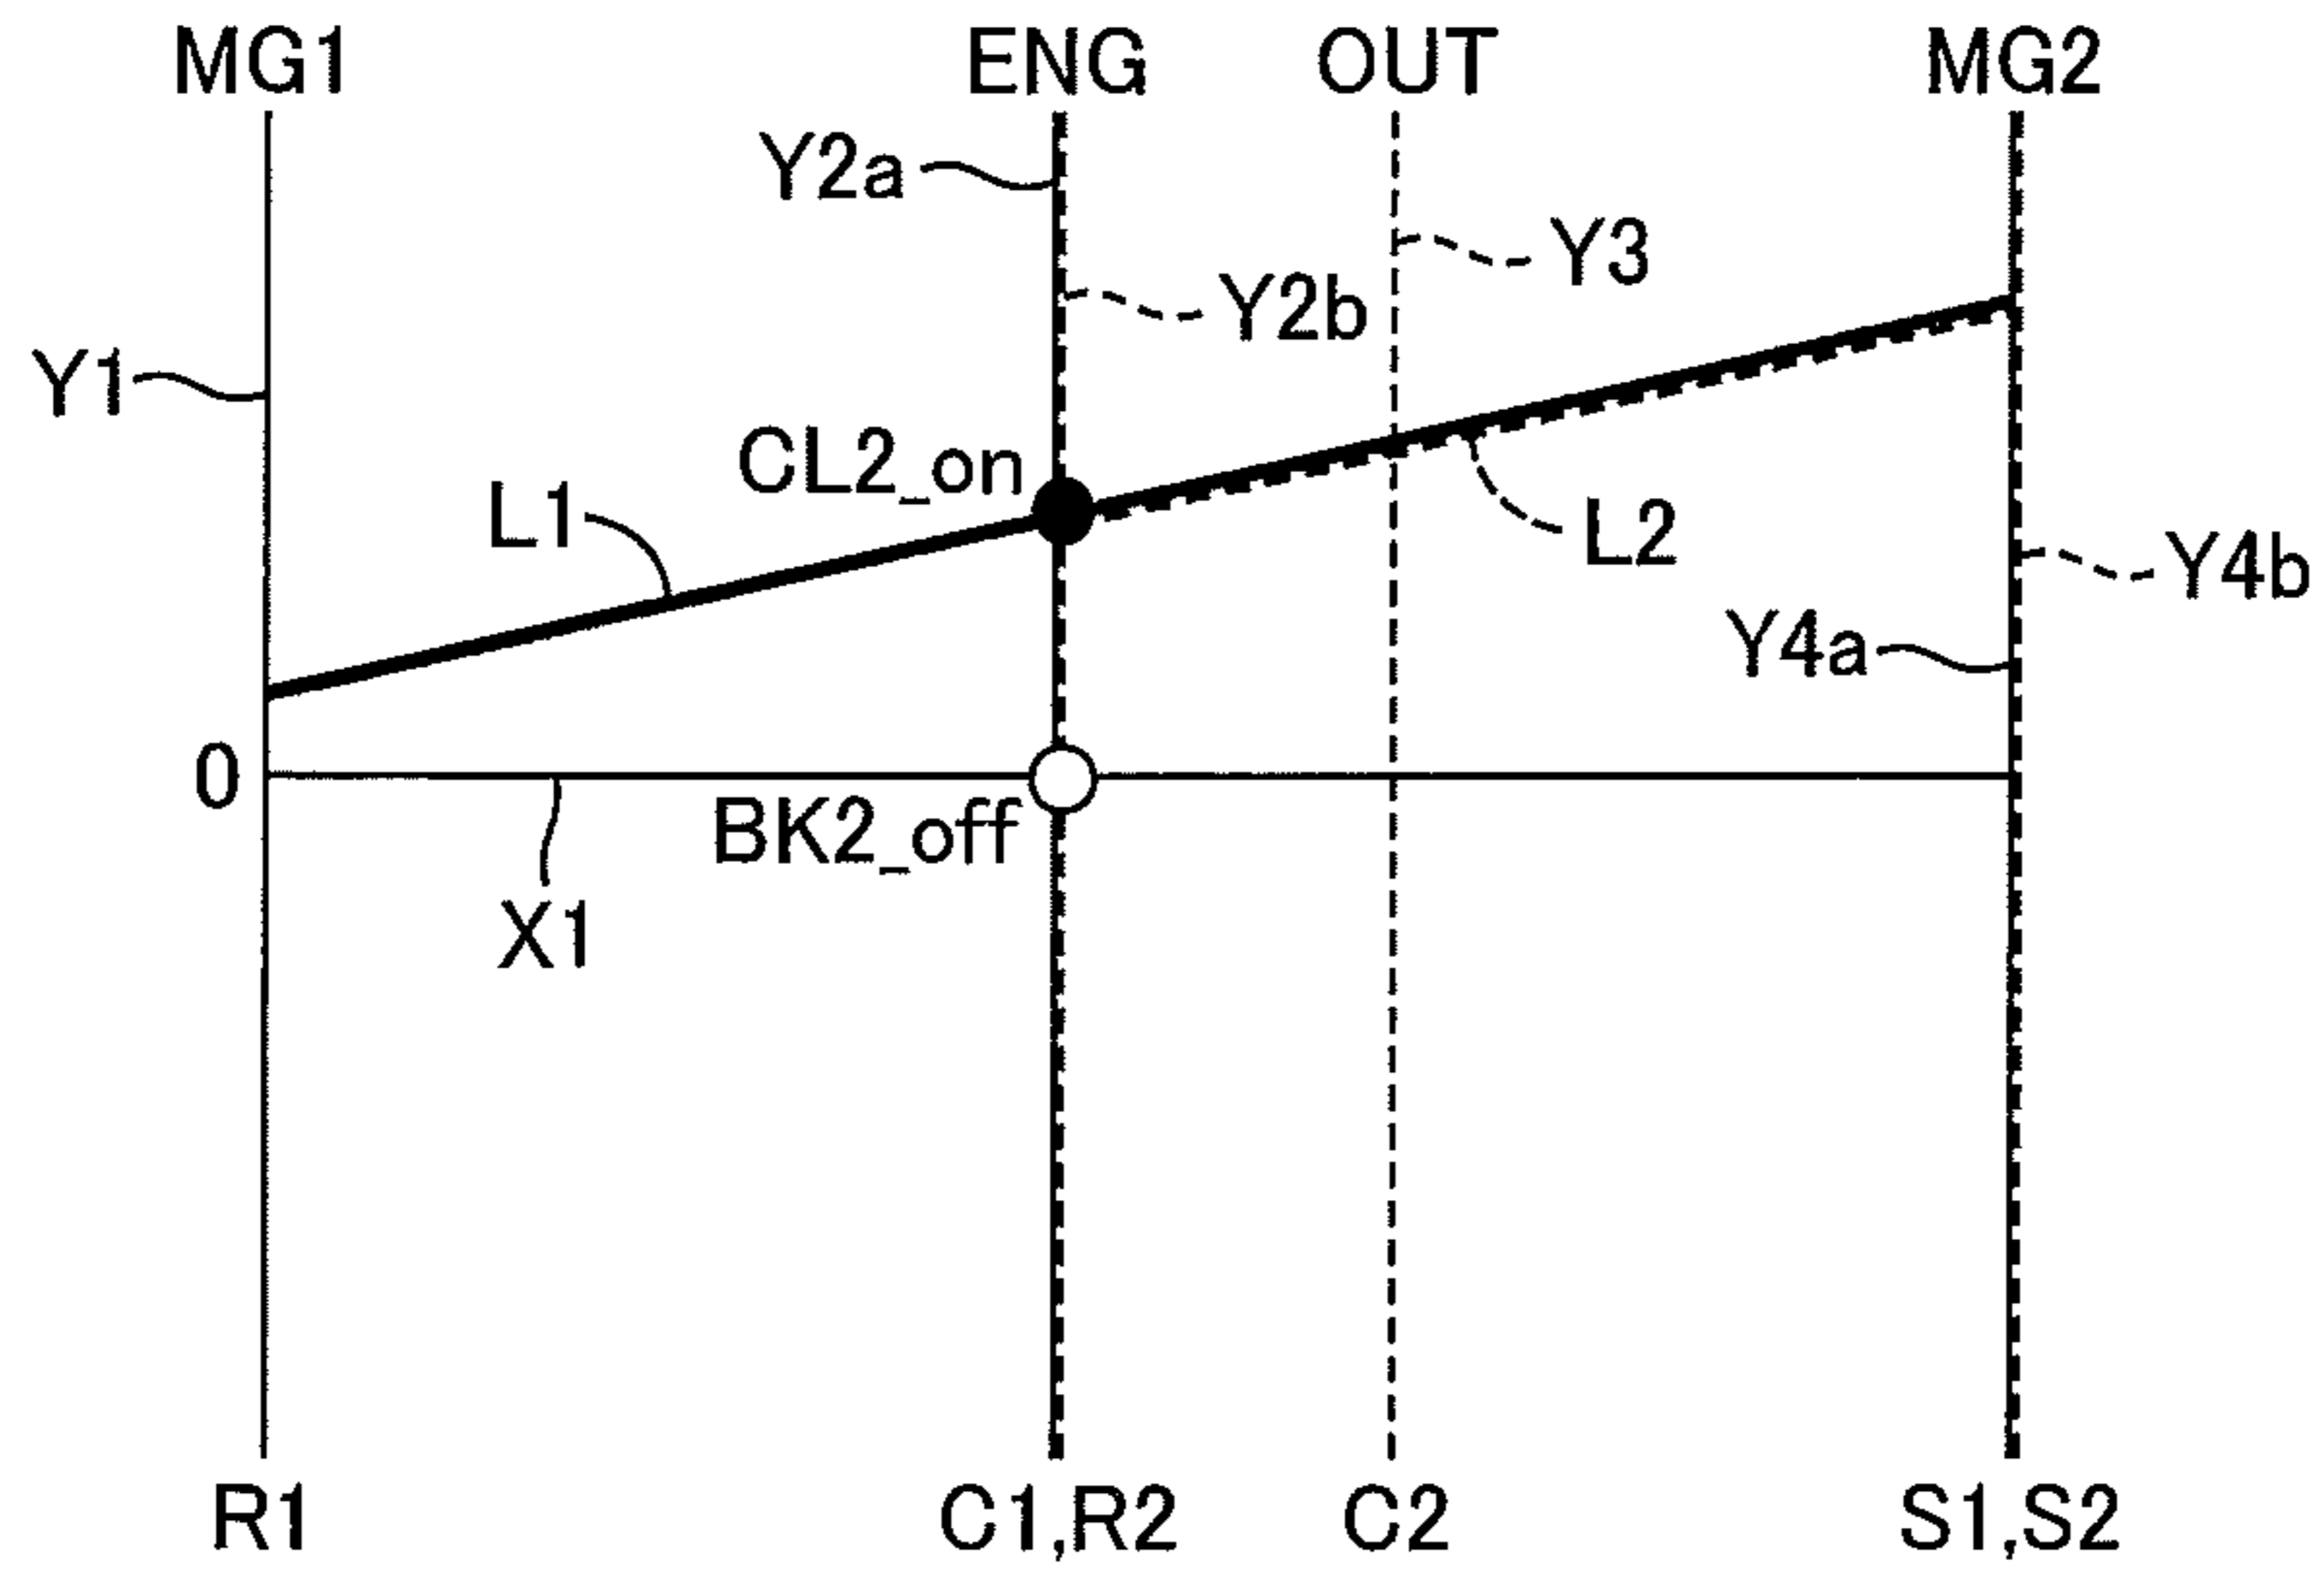 MG1 ENG OUT MG2
Y2a
Y3
Y2b
Y1
CL2_on
L1
L2
Y4b
Y4a
0
BK2_off
X1
R1 C1,R2 C2 S1,S2